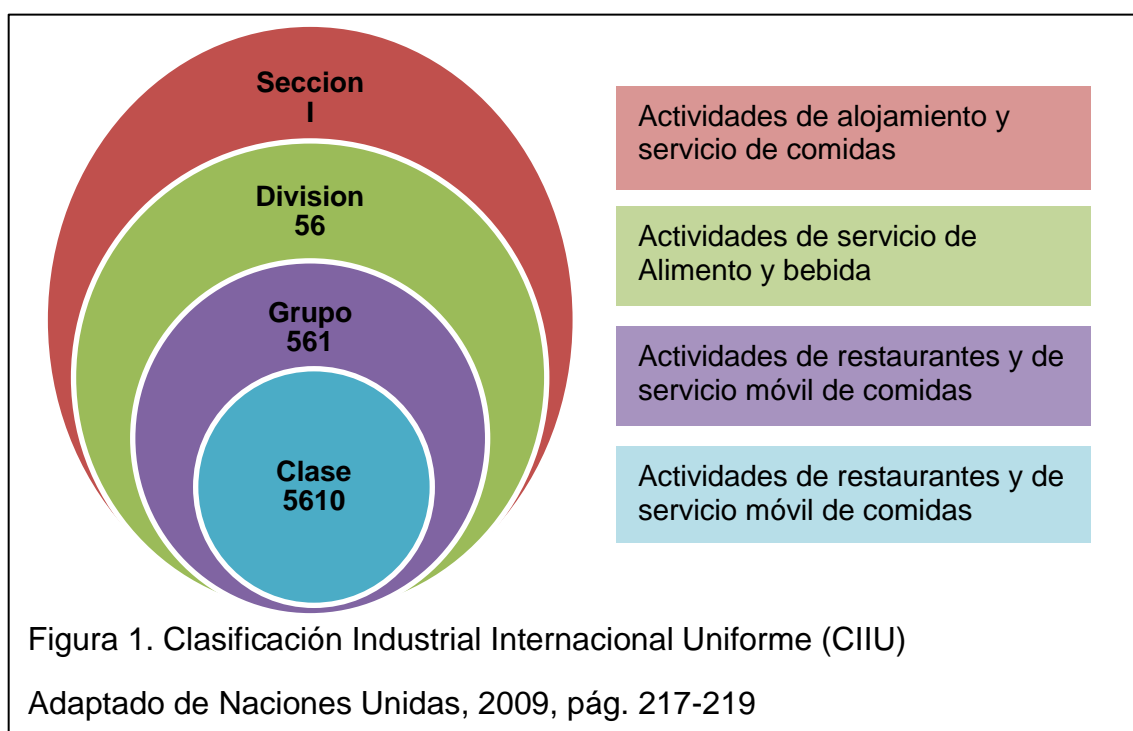 Seccion
I
Division
56
Grupo
561
Clase
5610
Actividades de alojamiento y
servicio de comidas
Actividades de servicio de
Alimento y bebida
Actividades de restaurantes y de
servicio móvil de comidas
Actividades de restaurantes y de
servicio móvil de comidas
Figura 1. Clasificación Industrial Internacional Uniforme (CIIU)
Adaptado de Naciones Unidas, 2009, pág. 217-219